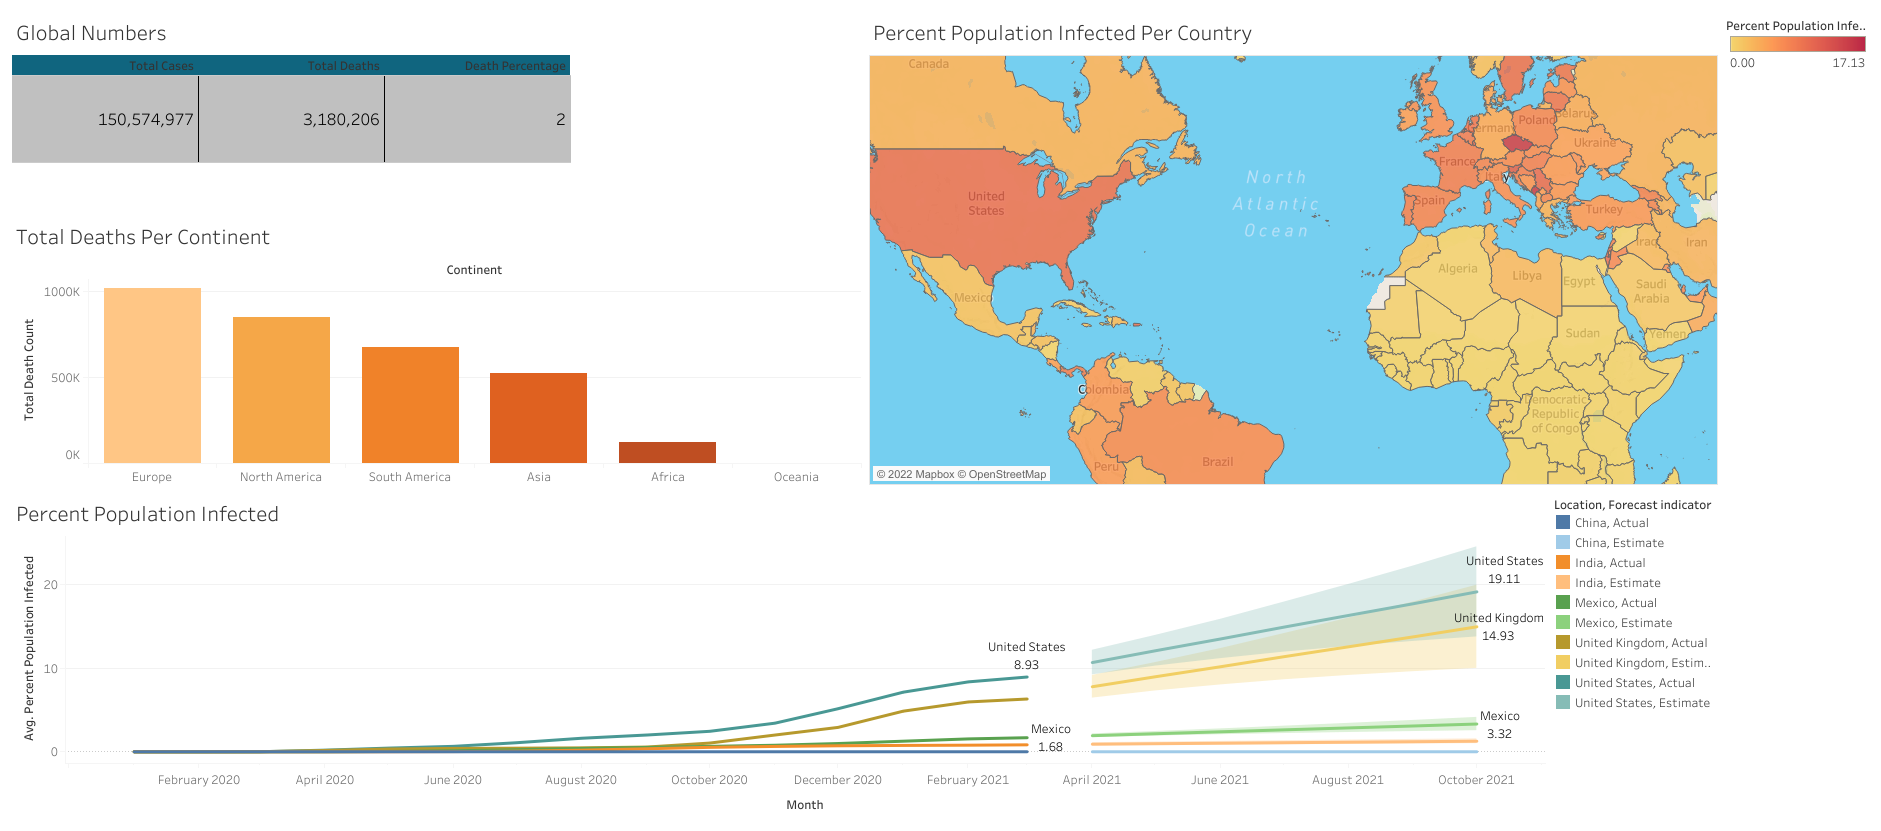 Global Numbers
Total Cases Total Deaths Death Percentage
150,574,977 3,180,206 2
Total Deaths Per Continent
Continent
Total Death Count
1000K
500K
0K
Europe North America South America Asia Africa Oceania
Percent Population Infected Per Country
Canada
United
States
Mexico
North
Atlantic
Ocean
Poland
Belarus
Germany
Ukraine
France
Italy
Spain
Turkey
Iraq
Iran
Algeria
Libya
Egypt
Saudi
Arabia
Sudan
Yemen
Colombia
Democratic
Republic
of Congo
Peru
Brazil
© 2022 Mapbox © OpenStreetMap
Percent Population Infe..
0.00 17.13
Percent Population Infected
Avg. Percent Population Infected
20
10
0
United States
8.93
Mexico
1.68
United States
19.11
United Kingdom
14.93
Mexico
3.32
February 2020 April 2020 June 2020 August 2020 October 2020 December 2020 February 2021 April 2021 June 2021 August 2021 October 2021
Month
Location, Forecast indicator
China, Actual
China, Estimate
India, Actual
India, Estimate
Mexico, Actual
Mexico, Estimate
United Kingdom, Actual
United Kingdom, Estim..
United States, Actual
United States, Estimate